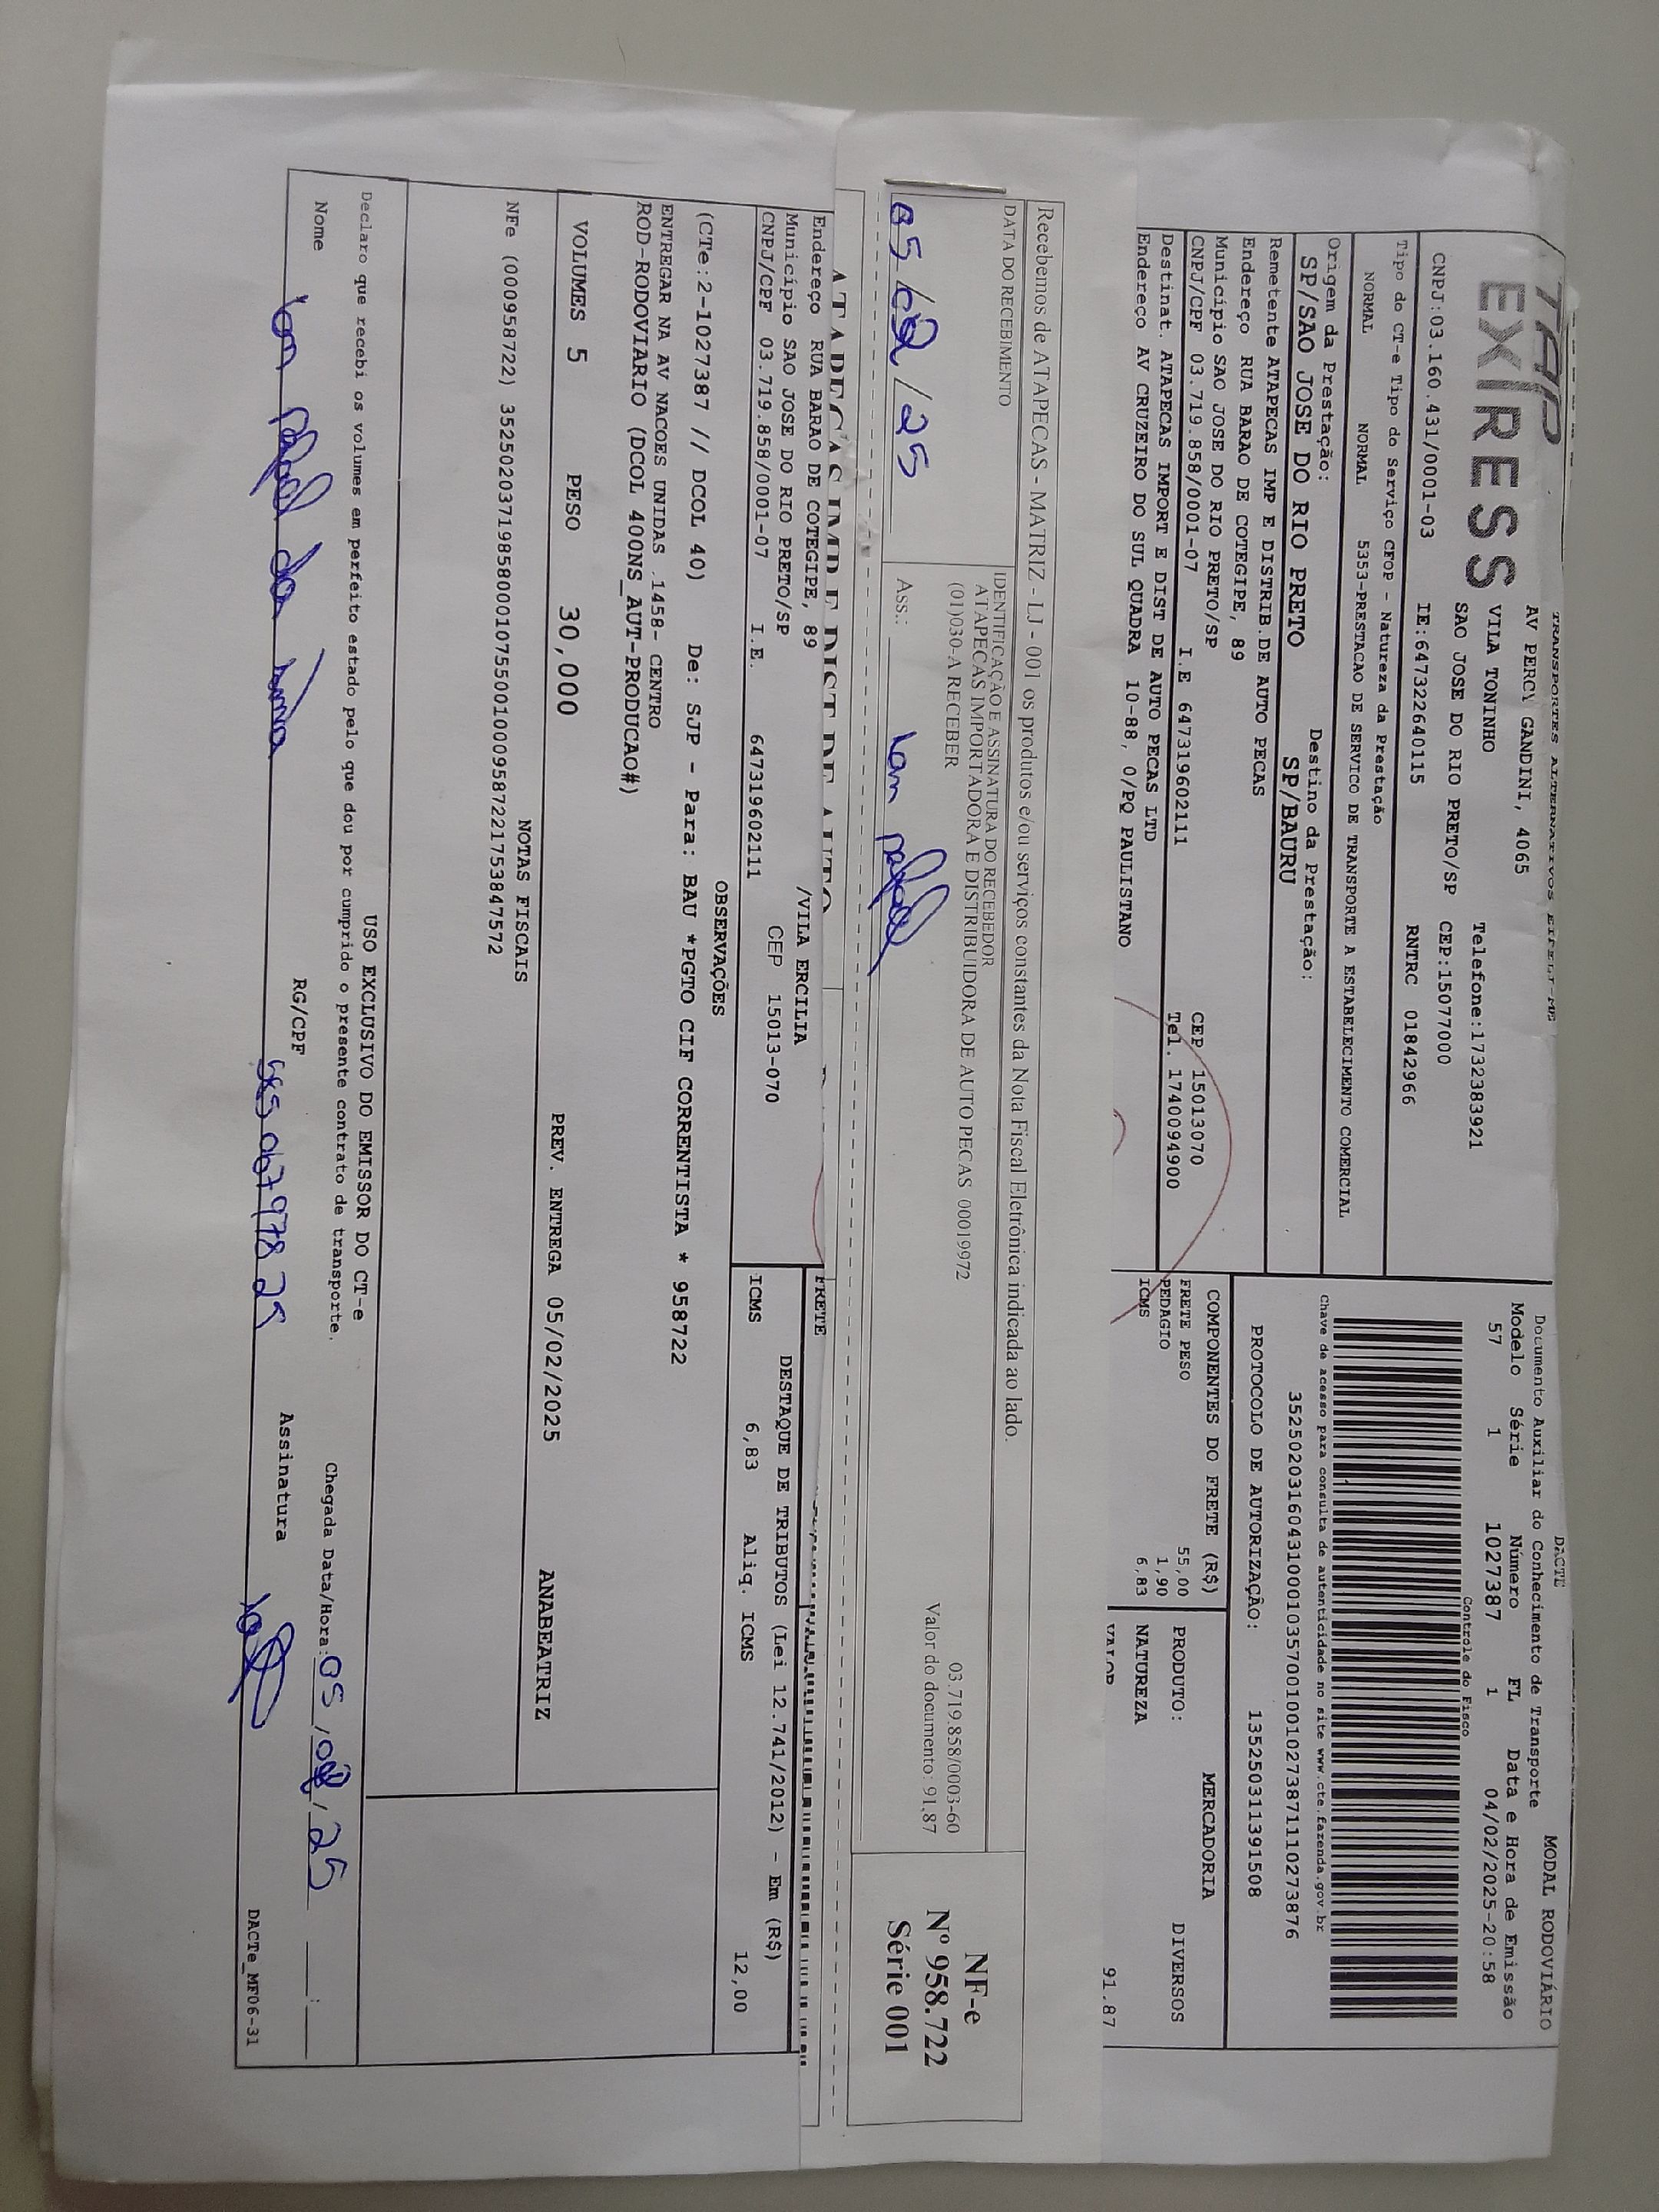 TAP
EXPRESS
TRANSPORTES ALTERNATIVOS EIRELI-ME
AV PERCY GANDINI, 4065
VILA TONINHO
SAO JOSE DO RIO PRETO/SP CEP:15077000
Telefone:1732383921
CNPJ:03.160.431/0001-03 IE:647322640115 RNTRC 01842966
Tipo do CT-e Tipo do Serviço CFOP - Natureza da Prestação
NORMAL NORMAL 5353-PRESTACAO DE SERVICO DE TRANSPORTE A ESTABELECIMENTO COMERCIAL
Origem da Prestação: Destino da Prestação:
SP/SAO JOSE DO RIO PRETO SP/BAURU
Remetente ATAPECAS IMP E DISTRIB.DE AUTO PECAS
Endereço RUA BARAO DE COTEGIPE, 89
Municipio SAO JOSE DO RIO PRETO/SP CEP 15013070
CNPJ/CPF 03.719.858/0001-07 I.E 647319602111 Tel. 1740094900
Destinat. ATAPECAS IMPORT E DIST DE AUTO PECAS LTD
Endereço AV CRUZEIRO DO SUL QUADRA 10-88, 0/PQ PAULISTANO
DACTE MODAL RODOVIÁRIO
Documento Auxiliar do Conhecimento de Transporte
Modelo Série Número FL Data e Hora de Emissão
57 1 1027387 1 04/02/2025-20:58
Controle do Fisco
Chave de acesso para consulta de autenticidade no site www.cte.fazenda.gov.br
35250203160431000103570010010273871110273876
PROTOCOLO DE AUTORIZAÇÃO: 135250311391508
COMPONENTES DO FRETE (R$) MERCADORIA
FRETE PESO 55,00 PRODUTO: DIVERSOS
PEDAGIO 1,90 NATUREZA
ICMS 6,83 VALOR 91,87
Recebemos de ATAPECAS - MATRIZ - LJ - 001 os produtos e/ou serviços constantes da Nota Fiscal Eletrônica indicada ao lado.
DATA DO RECEBIMENTO IDENTIFICAÇÃO E ASSINATURA DO RECEBEDOR
ATAPECAS IMPORTADORA E DISTRIBUIDORA DE AUTO PECAS 00019972 03.719.858/0003-60
(01)030-A RECEBER Valor do documento: 91,87
05/02/25 Ass.:
NF-e
Nº 958.722
Série 001
ATAPECAS IMP E DIST DE AUTO
Endereço RUA BARAO DE COTEGIPE, 89 /VILA ERCILIA
Municipio SAO JOSE DO RIO PRETO/SP CEP 15013-070
CNPJ/CPF 03.719.858/0001-07 I.E. 647319602111
FRETE
DESTAQUE DE TRIBUTOS (Lei 12.741/2012) - Em (R$)
ICMS 6,83 Aliq. ICMS 12,00
OBSERVAÇÕES
(CTe:2-1027387 // DCOL 40) De: SJP - Para: BAU *PGTO CIF CORRENTISTA * 958722
ENTREGAR NA AV NACOES UNIDAS ,1458- CENTRO
ROD-RODOVIARIO (DCOL 400NS_AUT-PRODUCAO#)
VOLUMES 5 PESO 30,000 PREV. ENTREGA 05/02/2025 ANABEATRIZ
NOTAS FISCAIS
NFe (000958722) 35250203719858000107550010009587221753847572
USO EXCLUSIVO DO EMISSOR DO CT-e
Declaro que recebi os volumes em perfeito estado pelo que dou por cumprido o presente contrato de transporte.
Chegada Data/Hora: 05/02/25
Nome RG/CPF Assinatura
DACTe_MF06-31